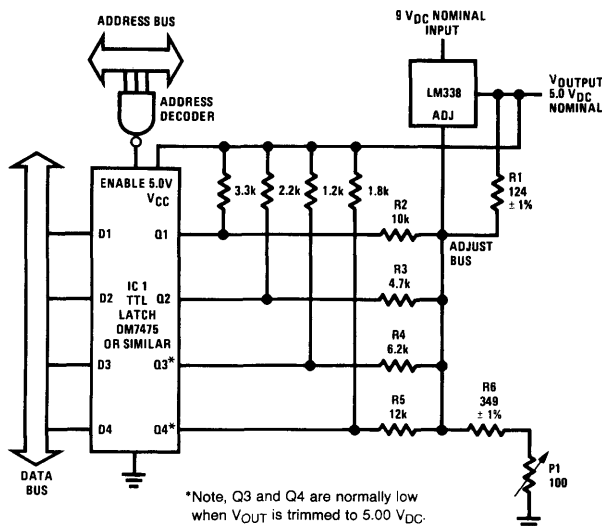 ADDRESS BUS
9 VDC NOMINAL
INPUT
ADDRESS
DECODER
LM338
ADJ
VOUTPUT
5.0 VDC
NOMINAL
ENABLE 5.0V
VCC
3.3k
2.2k
1.2k
1.8k
R1
124
± 1%
D1
Q1
R2
10k
ADJUST
BUS
D2
IC 1
TTL
LATCH
DM7475
OR SIMILAR
Q2
R3
4.7k
D3
Q3*
R4
6.2k
D4
Q4*
R5
12k
R6
349
± 1%
P1
100
DATA
BUS
*Note, Q3 and Q4 are normally low
when VOUT is trimmed to 5.00 VDC.